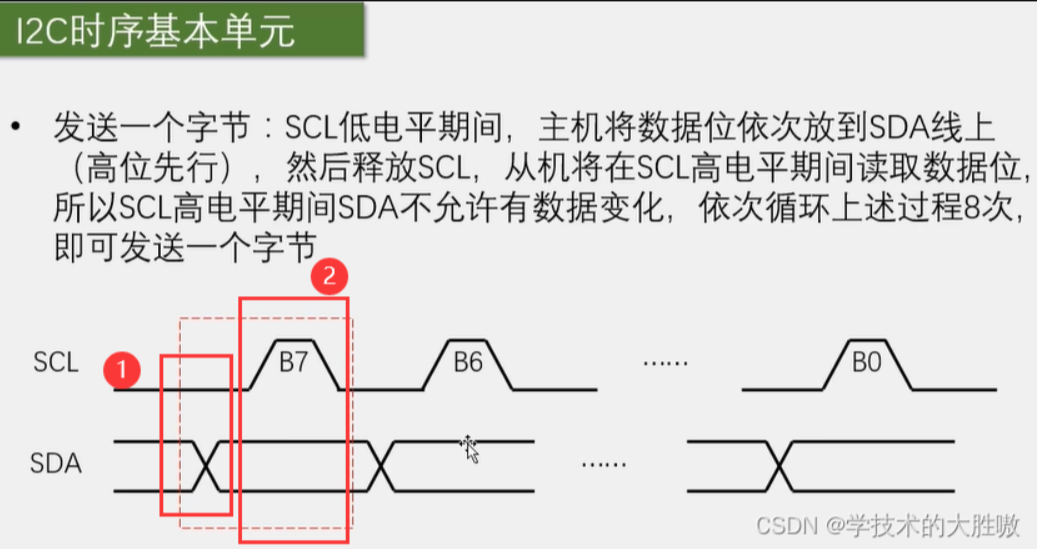 I2C时序基本单元
• 发送一个字节：SCL低电平期间，主机将数据位依次放到SDA线上
（高位先行），然后释放SCL，从机将在SCL高电平期间读取数据位，
所以SCL高电平期间SDA不允许有数据变化，依次循环上述过程8次，
即可发送一个字节
2
SCL 1 B7 B6 …… B0
SDA ……
CSDN @学技术的大胜嗷